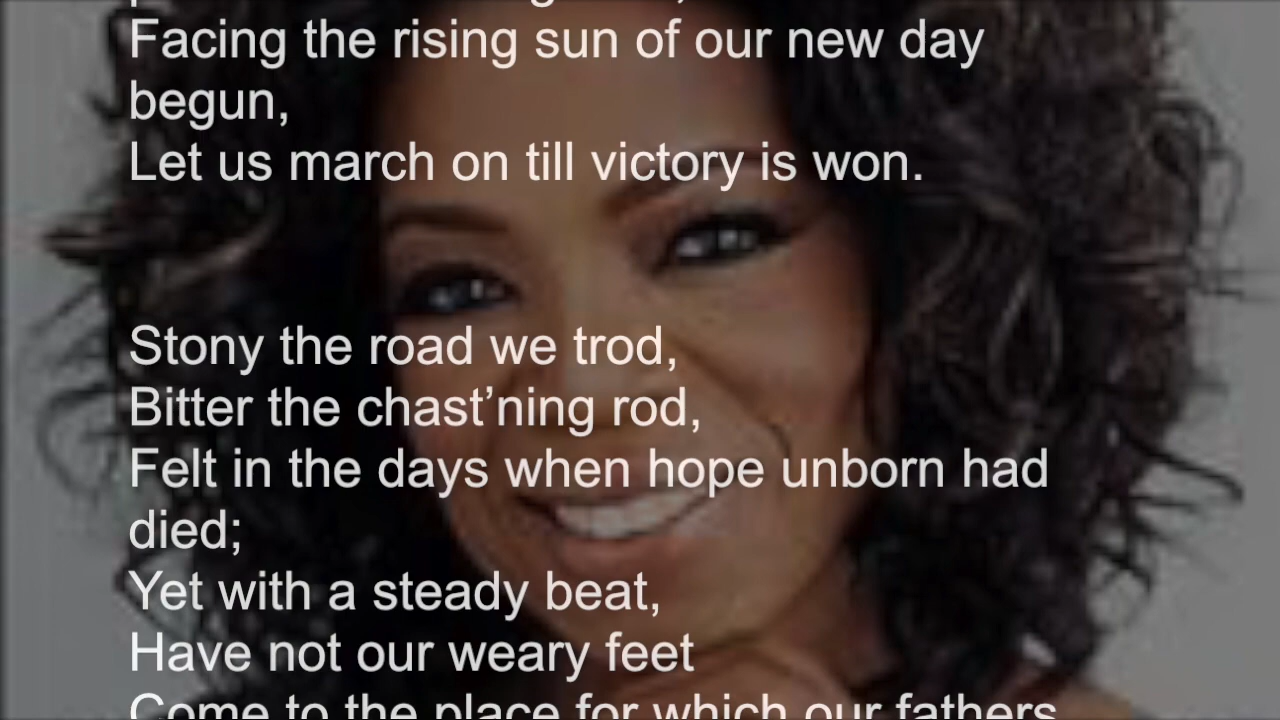 Facing the rising sun of our new day
begun,
Let us march on till victory is won.
Stony the road we trod,
Bitter the chast’ning rod,
Felt in the days when hope unborn had
died;
Yet with a steady beat,
Have not our weary feet
Come to the place for which our fathers